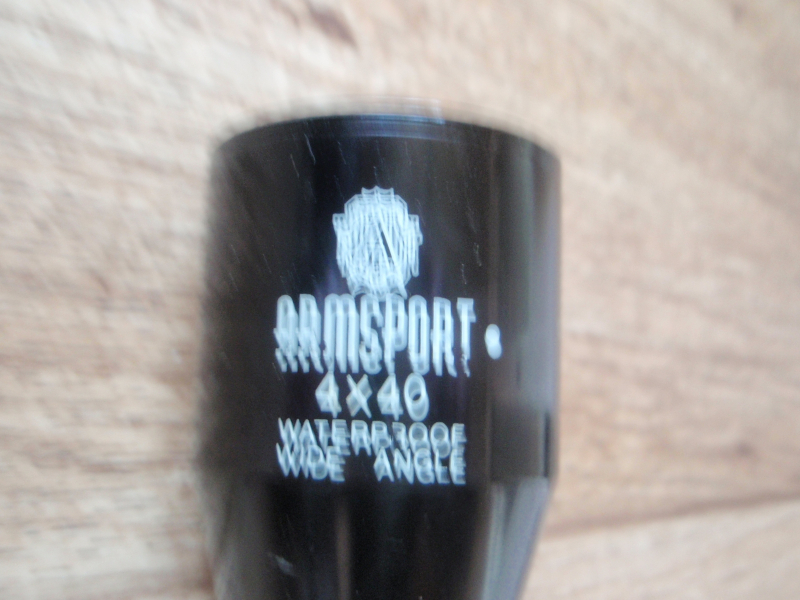 ARMSPORT
4×40
WATERPROOF
WIDE ANGLE